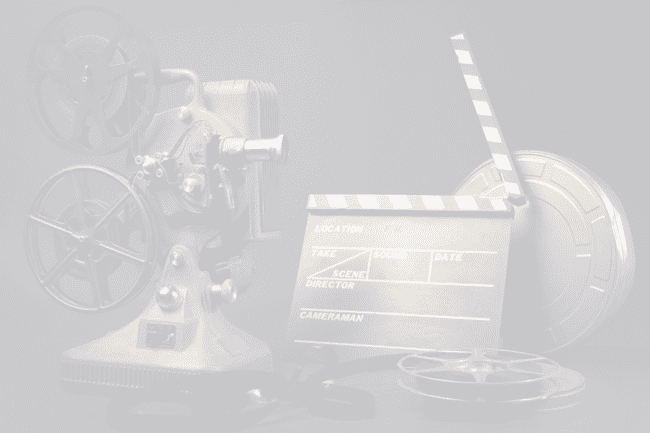 LOCATION
TAKE SOUND DATE
SCENE
DIRECTOR
CAMERAMAN